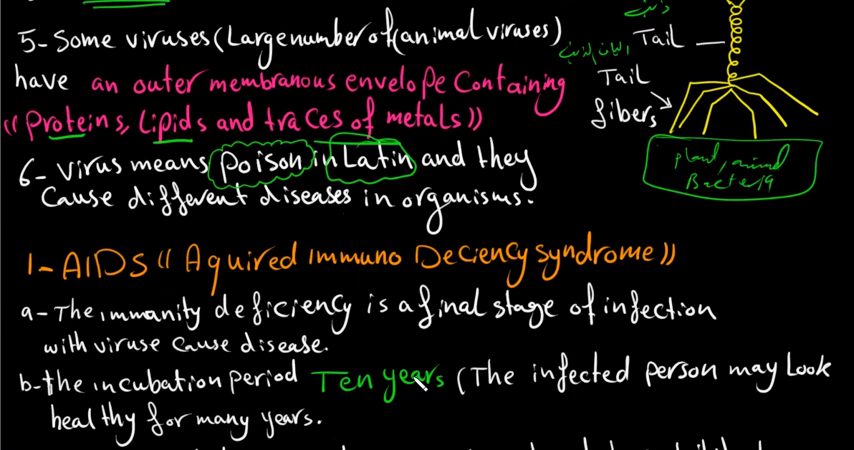 5- Some viruses (Large number of (animal viruses)
have an outer membranous envelope Containing
(( Proteins, Lipids and traces of metals ))
6- Virus means poison in Latin and they
Cause different diseases in organisms.
Tail
Tail
fibers
plant, animal
Bacteria
1- AIDS (( Aquired Immuno Deciency syndrome ))
a- The immunity deficiency is a final stage of infection
with viruse cause disease.
b- the incubation period Ten years (The infected person may Look
healthy for many years.